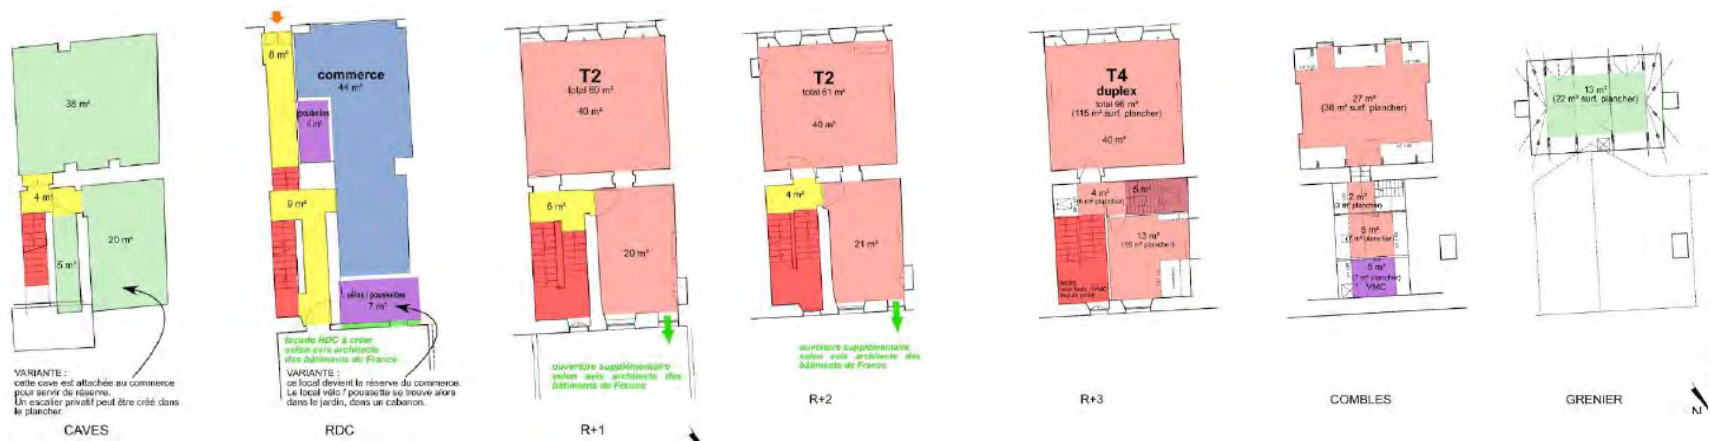 38 m²
4 m²
5 m²
20 m²
VARIANTE :
cette cave est attachée au commerce
pour servir de réserve.
Un escalier privatif peut être créé dans
le plancher.
CAVES
8 m²
commerce
44 m²
poubelles
9 m²
vélos / poussettes
7 m²
façade RDC à créer
selon avis architecte
des bâtiments de France
VARIANTE :
ce local devient la réserve du commerce.
Le local vélo / poussette se trouve alors
dans le jardin, dans un cabanon.
RDC
T2
total 60 m²
40 m²
6 m²
20 m²
ouverture supplémentaire
selon avis architecte des
bâtiments de France
R+1
T2
total 61 m²
40 m²
4 m²
21 m²
ouverture supplémentaire
selon avis architecte des
bâtiments de France
R+2
T4
duplex
total 96 m²
(115 m² surf. plancher)
40 m²
4 m²
5 m²
13 m²
R+3
27 m²
(38 m² surf. plancher)
5 m²
(7 m² plancher)
5 m²
(7 m² plancher)
VMC
COMBLES
13 m²
(22 m² surf. plancher)
GRENIER
N